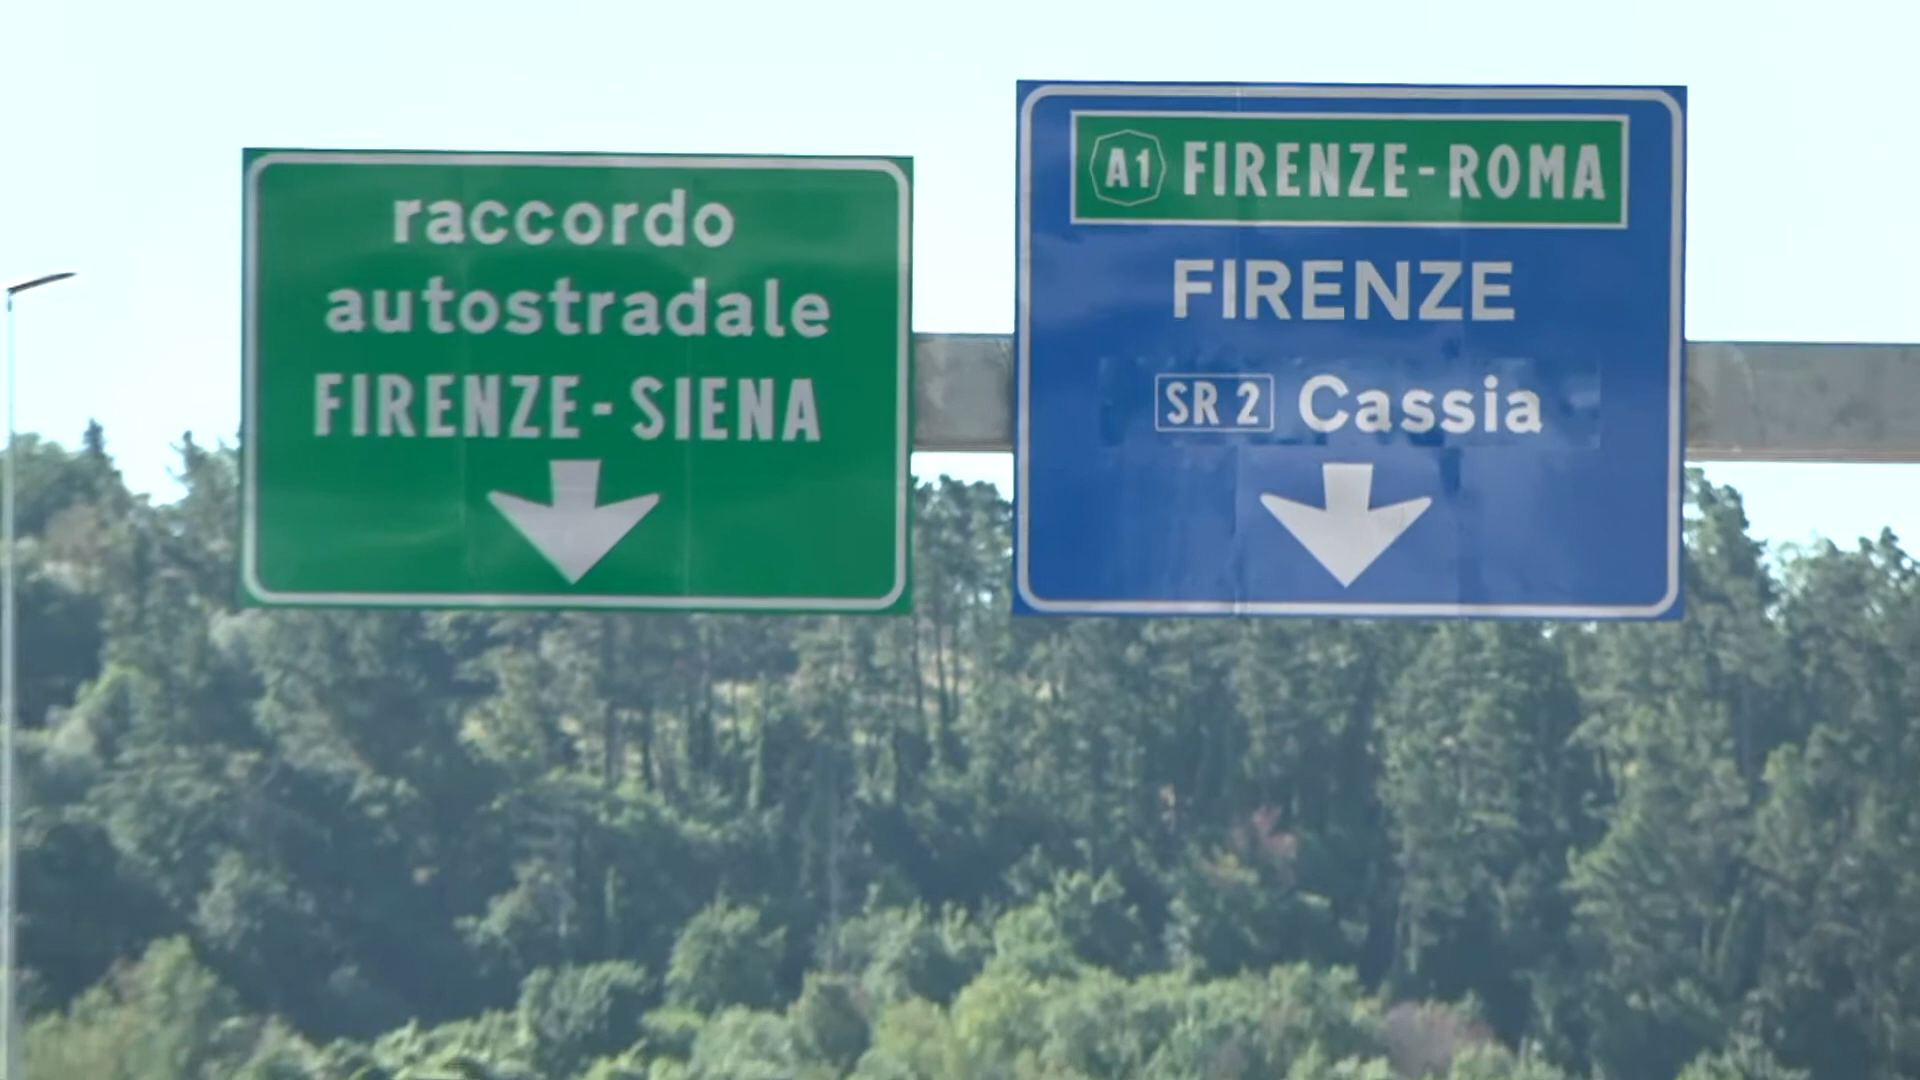 raccordo
autostradale
FIRENZE-SIENA
A1 FIRENZE-ROMA
FIRENZE
SR 2 Cassia